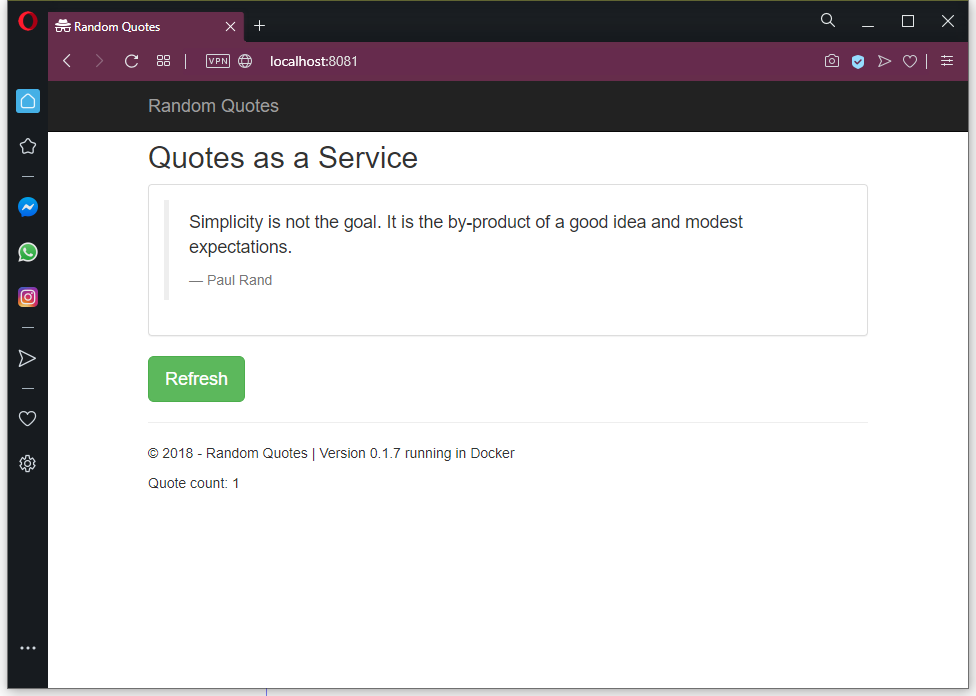 Random Quotes
VPN
localhost:8081
Random Quotes
Quotes as a Service
Simplicity is not the goal. It is the by-product of a good idea and modest
expectations.
— Paul Rand
Refresh
© 2018 - Random Quotes | Version 0.1.7 running in Docker
Quote count: 1